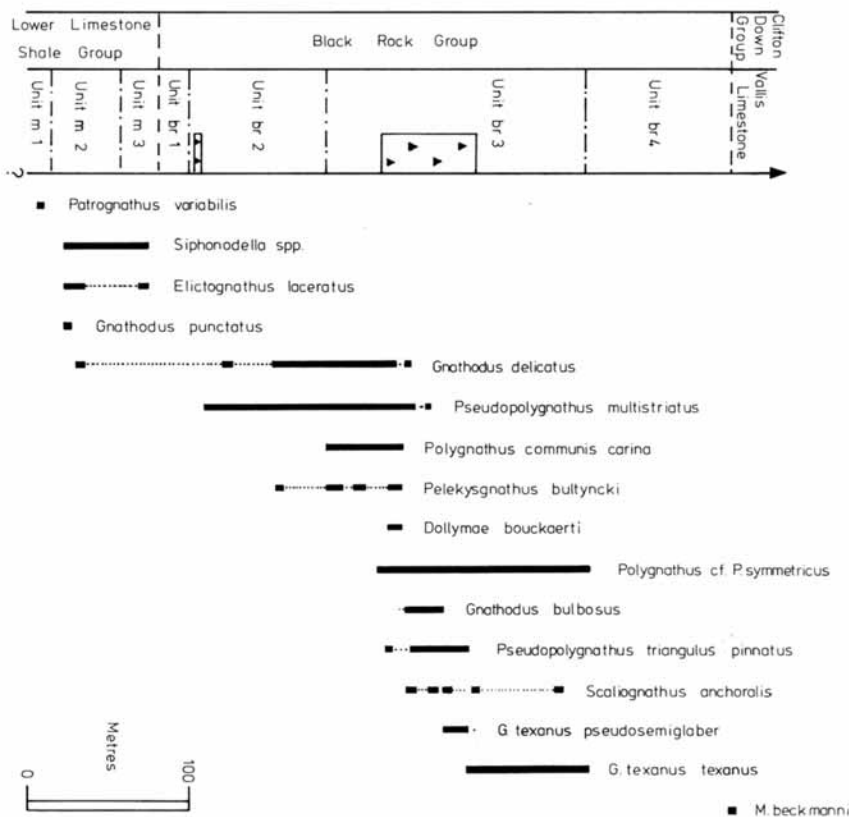 Lower Limestone
Shale Group
Black Rock Group
Clifton
Down
Group
Unit m 1
Unit m 2
Unit m 3
Unit br 1
Unit br 2
Unit br 3
Unit br 4
Vallis
Limestone
?
Patrognathus variabilis
Siphonodella spp.
Elictognathus laceratus
Gnathodus punctatus
Gnathodus delicatus
Pseudopolygnathus multistriatus
Polygnathus communis carina
Pelekysgnathus bultyncki
Dollymae bouckaerti
Polygnathus cf. P. symmetricus
Gnathodus bulbosus
Pseudopolygnathus triangulus pinnatus
Scaliognathus anchoralis
G. texanus pseudosemiglaber
G. texanus texanus
M. beckmanni
Metres
0 100